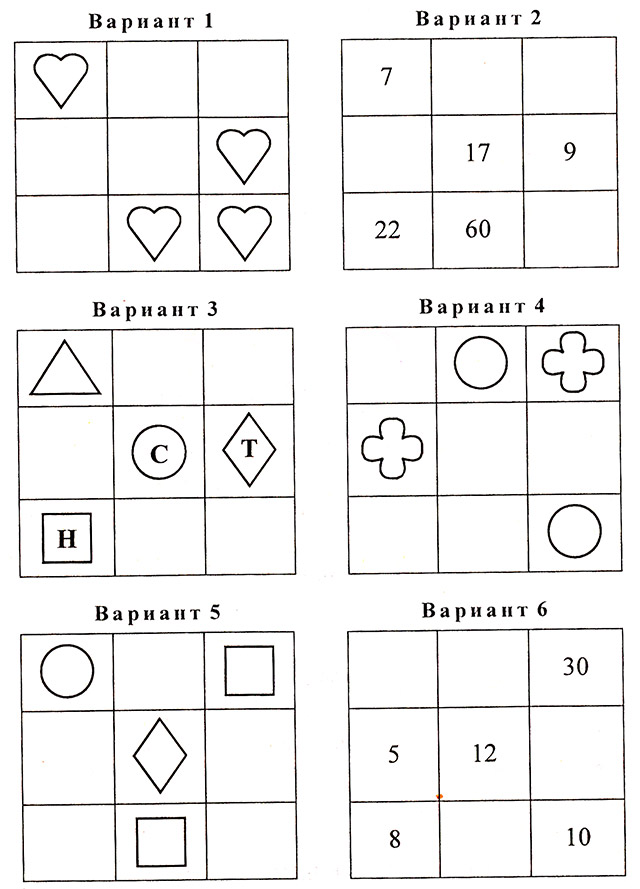 Вариант 1
Вариант 2
7
17 9
22 60
Вариант 3
С Т
Н
Вариант 4
Вариант 5
Вариант 6
30
5 12
8 10